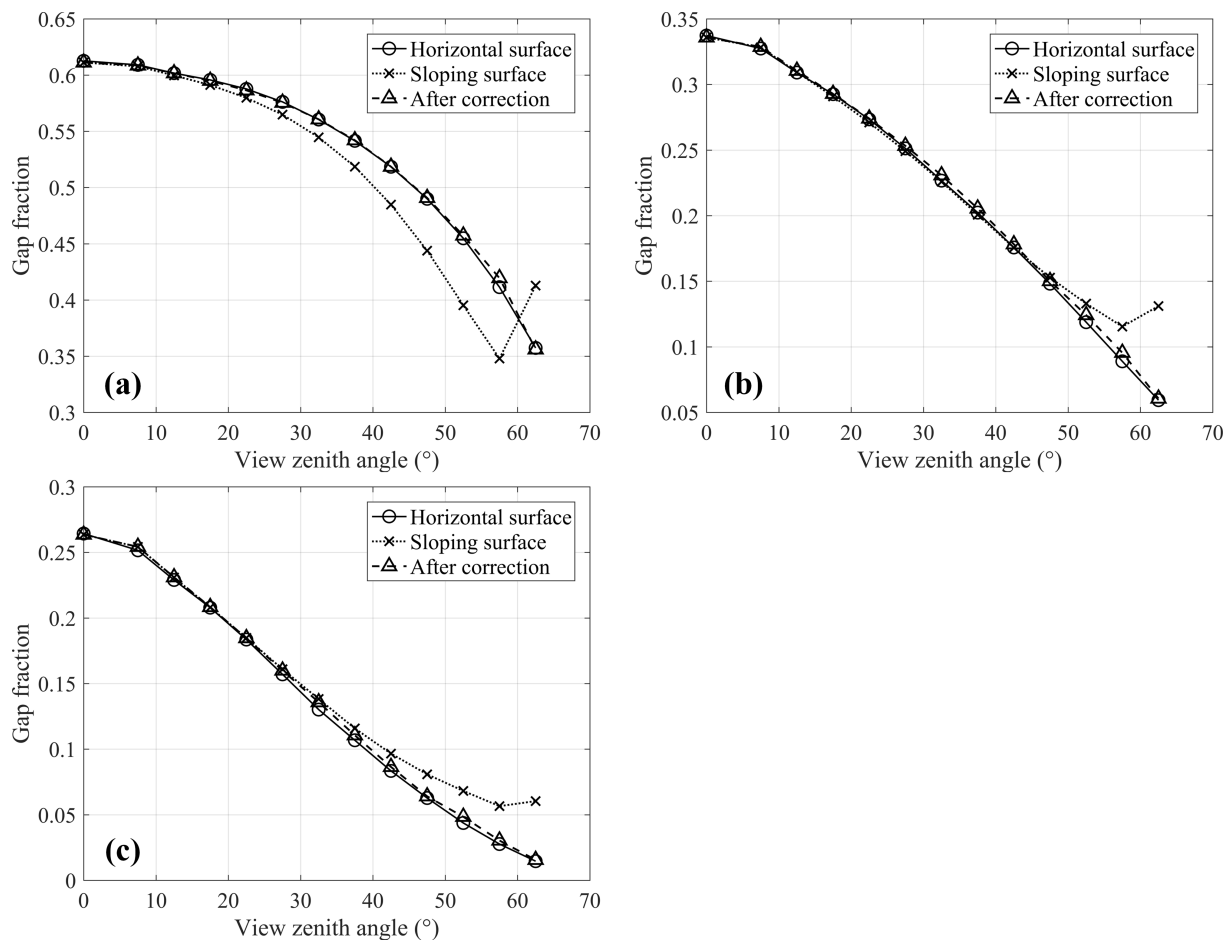 0.65
0.6
0.55
0.5
0.45
0.4
0.35
0.3
Gap fraction
Horizontal surface
Sloping surface
After correction
(a)
0 10 20 30 40 50 60 70
View zenith angle (°)
0.35
0.3
0.25
0.2
0.15
0.1
0.05
Gap fraction
Horizontal surface
Sloping surface
After correction
(b)
0 10 20 30 40 50 60 70
View zenith angle (°)
0.3
0.25
0.2
0.15
0.1
0.05
0
Gap fraction
Horizontal surface
Sloping surface
After correction
(c)
0 10 20 30 40 50 60 70
View zenith angle (°)